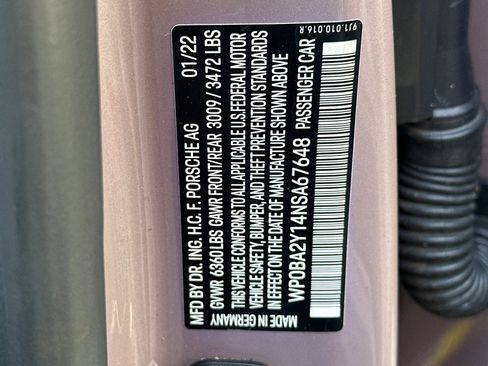 MFD BY DR. ING. H.C. F. PORSCHE AG 01/22
GVWR 6360 LBS GAWR FRONT/REAR 3009/3472 LBS
THIS VEHICLE CONFORMS TO ALL APPLICABLE U.S. FEDERAL MOTOR
VEHICLE SAFETY, BUMPER, AND THEFT PREVENTION STANDARDS
IN EFFECT ON THE DATE OF MANUFACTURE SHOWN ABOVE
WP0BA2Y14NSA67648 PASSENGER CAR
MADE IN GERMANY
9J1.010.016.R